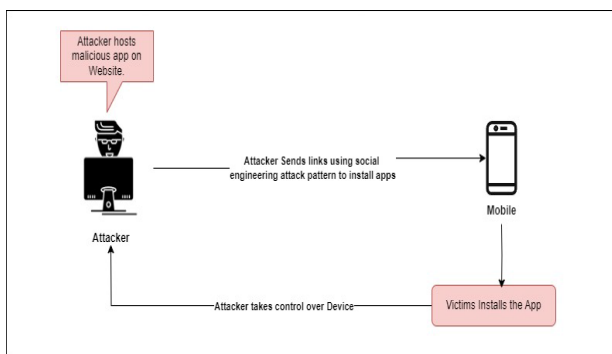 Attacker hosts
malicious app on
Website.
Attacker Sends links using social
engineering attack pattern to install apps
Attacker
Mobile
Attacker takes control over Device
Victims Installs the App